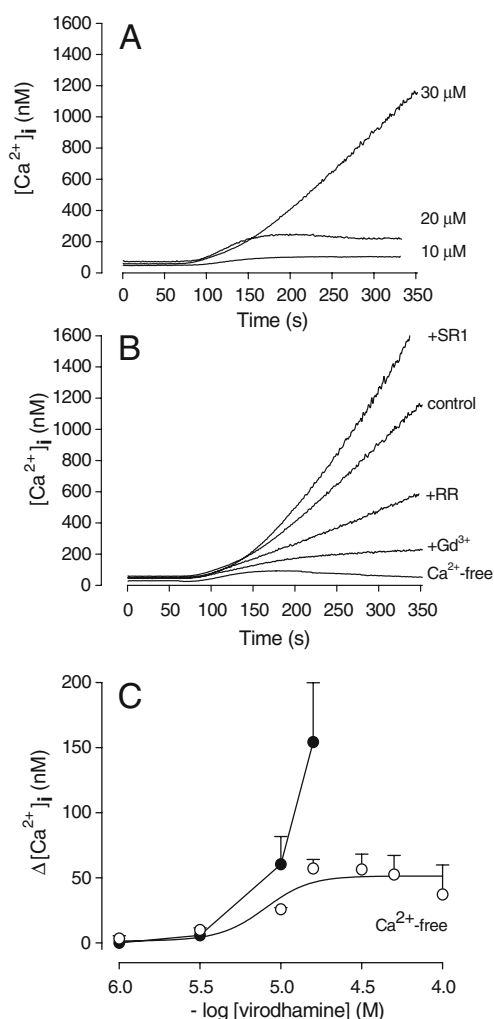 A
1600
1400
1200
1000
800
600
400
200
0
[Ca²⁺]i (nM)
30 μM
20 μM
10 μM
0 50 100 150 200 250 300 350
Time (s)
B
1600
1400
1200
1000
800
600
400
200
0
[Ca²⁺]i (nM)
+SR1
control
+RR
+Gd³⁺
Ca²⁺-free
0 50 100 150 200 250 300 350
Time (s)
C
200
150
100
50
0
Δ[Ca²⁺]i (nM)
Ca²⁺-free
6.0 5.5 5.0 4.5 4.0
- log [virodhamine] (M)